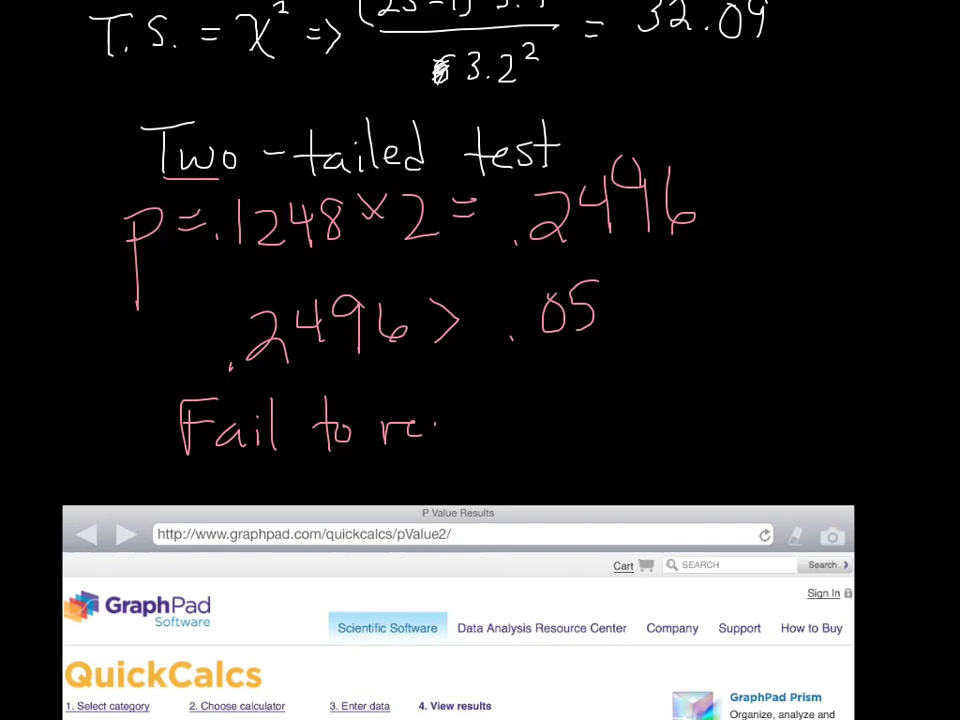 T.S. = χ² => = 32.09
3.2²
Two-tailed test
p = .1248 × 2 = .2496
.2496 > .05
Fail to re
P Value Results
http://www.graphpad.com/quickcalcs/pValue2/
Cart SEARCH Search
Sign In
GraphPad Software
Scientific Software Data Analysis Resource Center Company Support How to Buy
QuickCalcs
1. Select category 2. Choose calculator 3. Enter data 4. View results
GraphPad Prism
Organize, analyze and